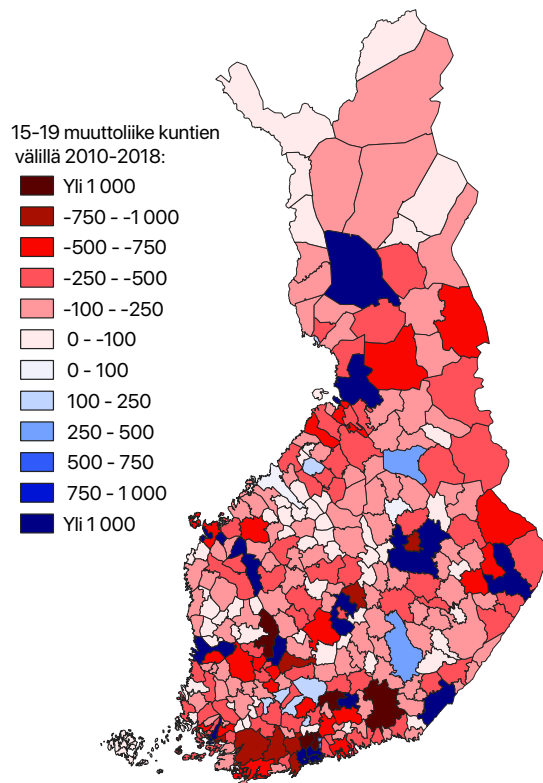 15-19 muuttoliike kuntien
välillä 2010-2018:
Yli 1 000
-750 - -1 000
-500 - -750
-250 - -500
-100 - -250
0 - -100
0 - 100
100 - 250
250 - 500
500 - 750
750 - 1 000
Yli 1 000